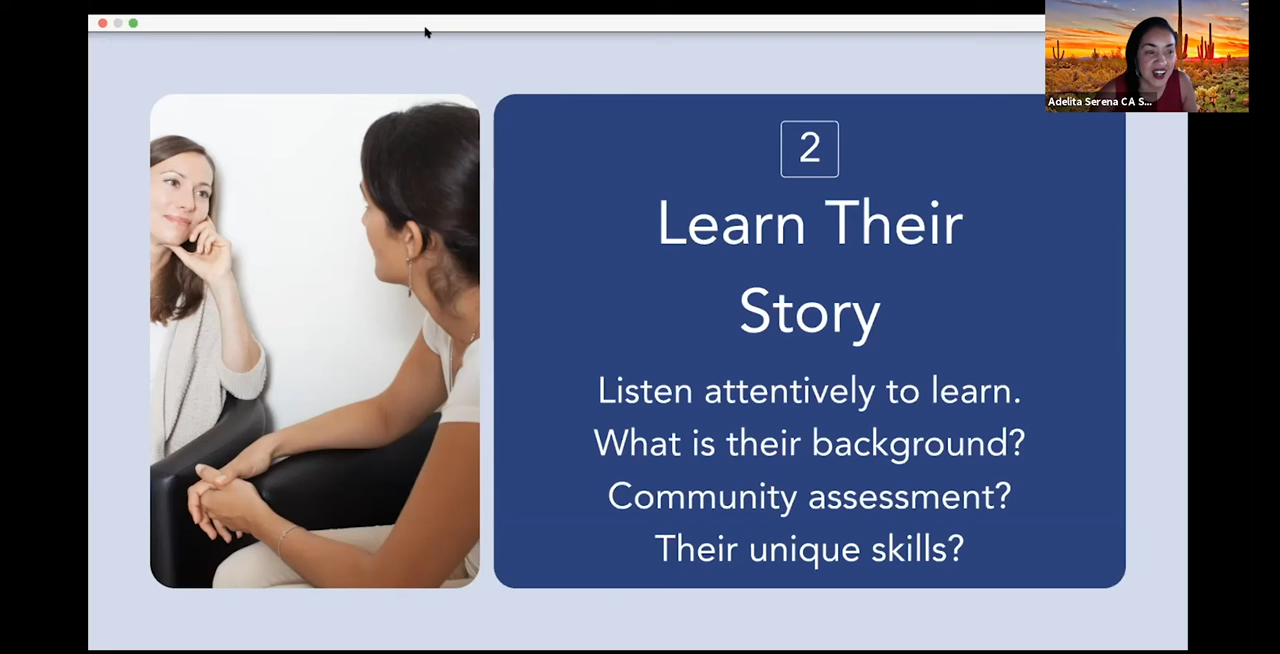 Adelita Serena CA S...
2
Learn Their
Story
Listen attentively to learn.
What is their background?
Community assessment?
Their unique skills?